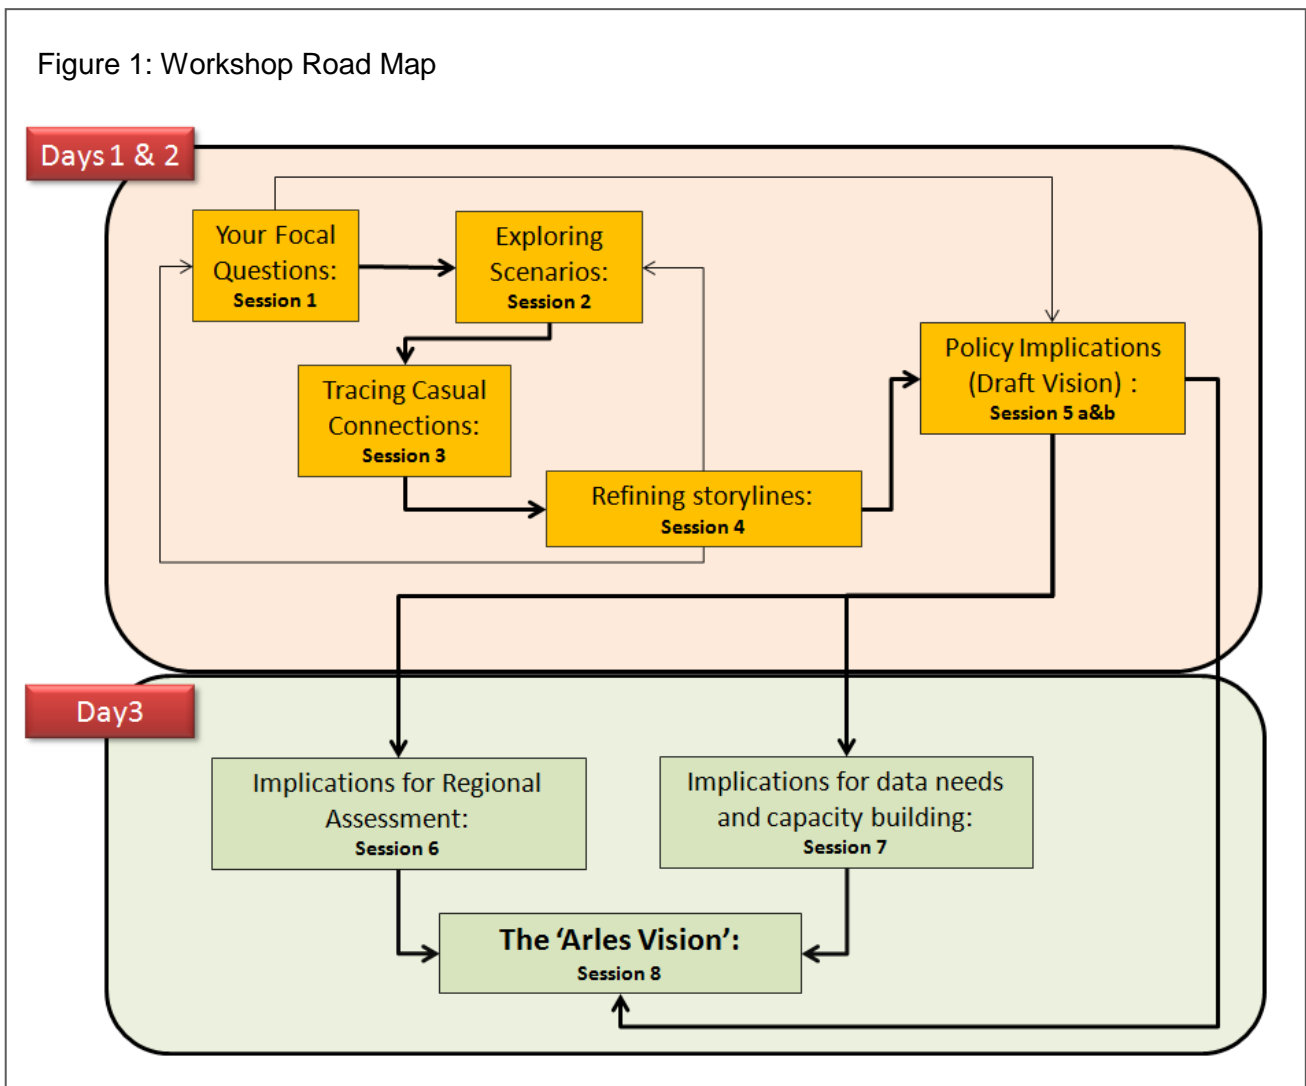 Figure 1: Workshop Road Map
Days 1 & 2
Your Focal
Questions:
Session 1
Exploring
Scenarios:
Session 2
Tracing Casual
Connections:
Session 3
Refining storylines:
Session 4
Policy Implications
(Draft Vision) :
Session 5 a&b
Day3
Implications for Regional
Assessment:
Session 6
Implications for data needs
and capacity building:
Session 7
The ‘Arles Vision’:
Session 8